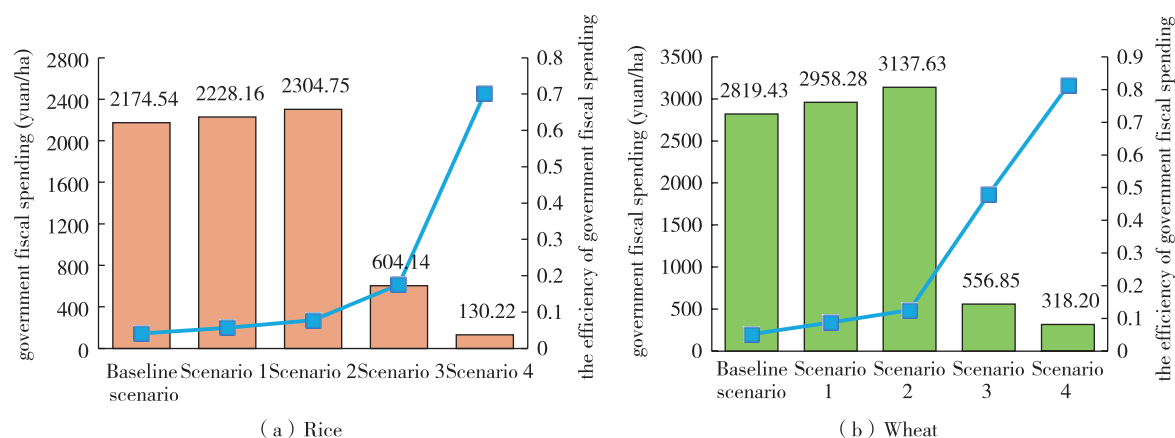 government fiscal spending (yuan/ha)
2800
2400
2000
1600
1200
800
400
0
2174.54
2228.16
2304.75
604.14
130.22
0.8
0.7
0.6
0.5
0.4
0.3
0.2
0.1
0
the efficiency of government fiscal spending
Baseline scenario
Scenario 1
Scenario 2
Scenario 3
Scenario 4
( a ) Rice
government fiscal spending (yuan/ha)
3500
3000
2500
2000
1500
1000
500
0
2819.43
2958.28
3137.63
556.85
318.20
0.9
0.8
0.7
0.6
0.5
0.4
0.3
0.2
0.1
0
the efficiency of government fiscal spending
Baseline scenario
Scenario 1
Scenario 2
Scenario 3
Scenario 4
( b ) Wheat